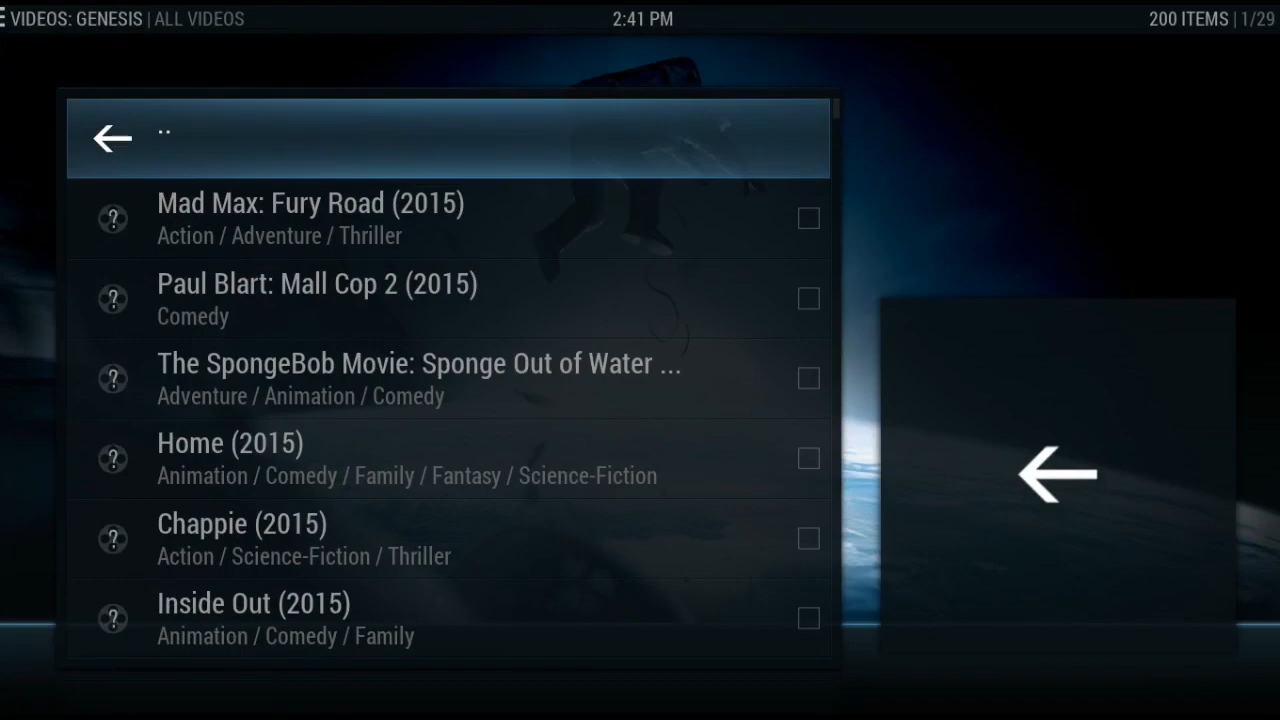 VIDEOS: GENESIS | ALL VIDEOS
2:41 PM
200 ITEMS | 1/29
..
Mad Max: Fury Road (2015)
Action / Adventure / Thriller
Paul Blart: Mall Cop 2 (2015)
Comedy
The SpongeBob Movie: Sponge Out of Water ...
Adventure / Animation / Comedy
Home (2015)
Animation / Comedy / Family / Fantasy / Science-Fiction
Chappie (2015)
Action / Science-Fiction / Thriller
Inside Out (2015)
Animation / Comedy / Family